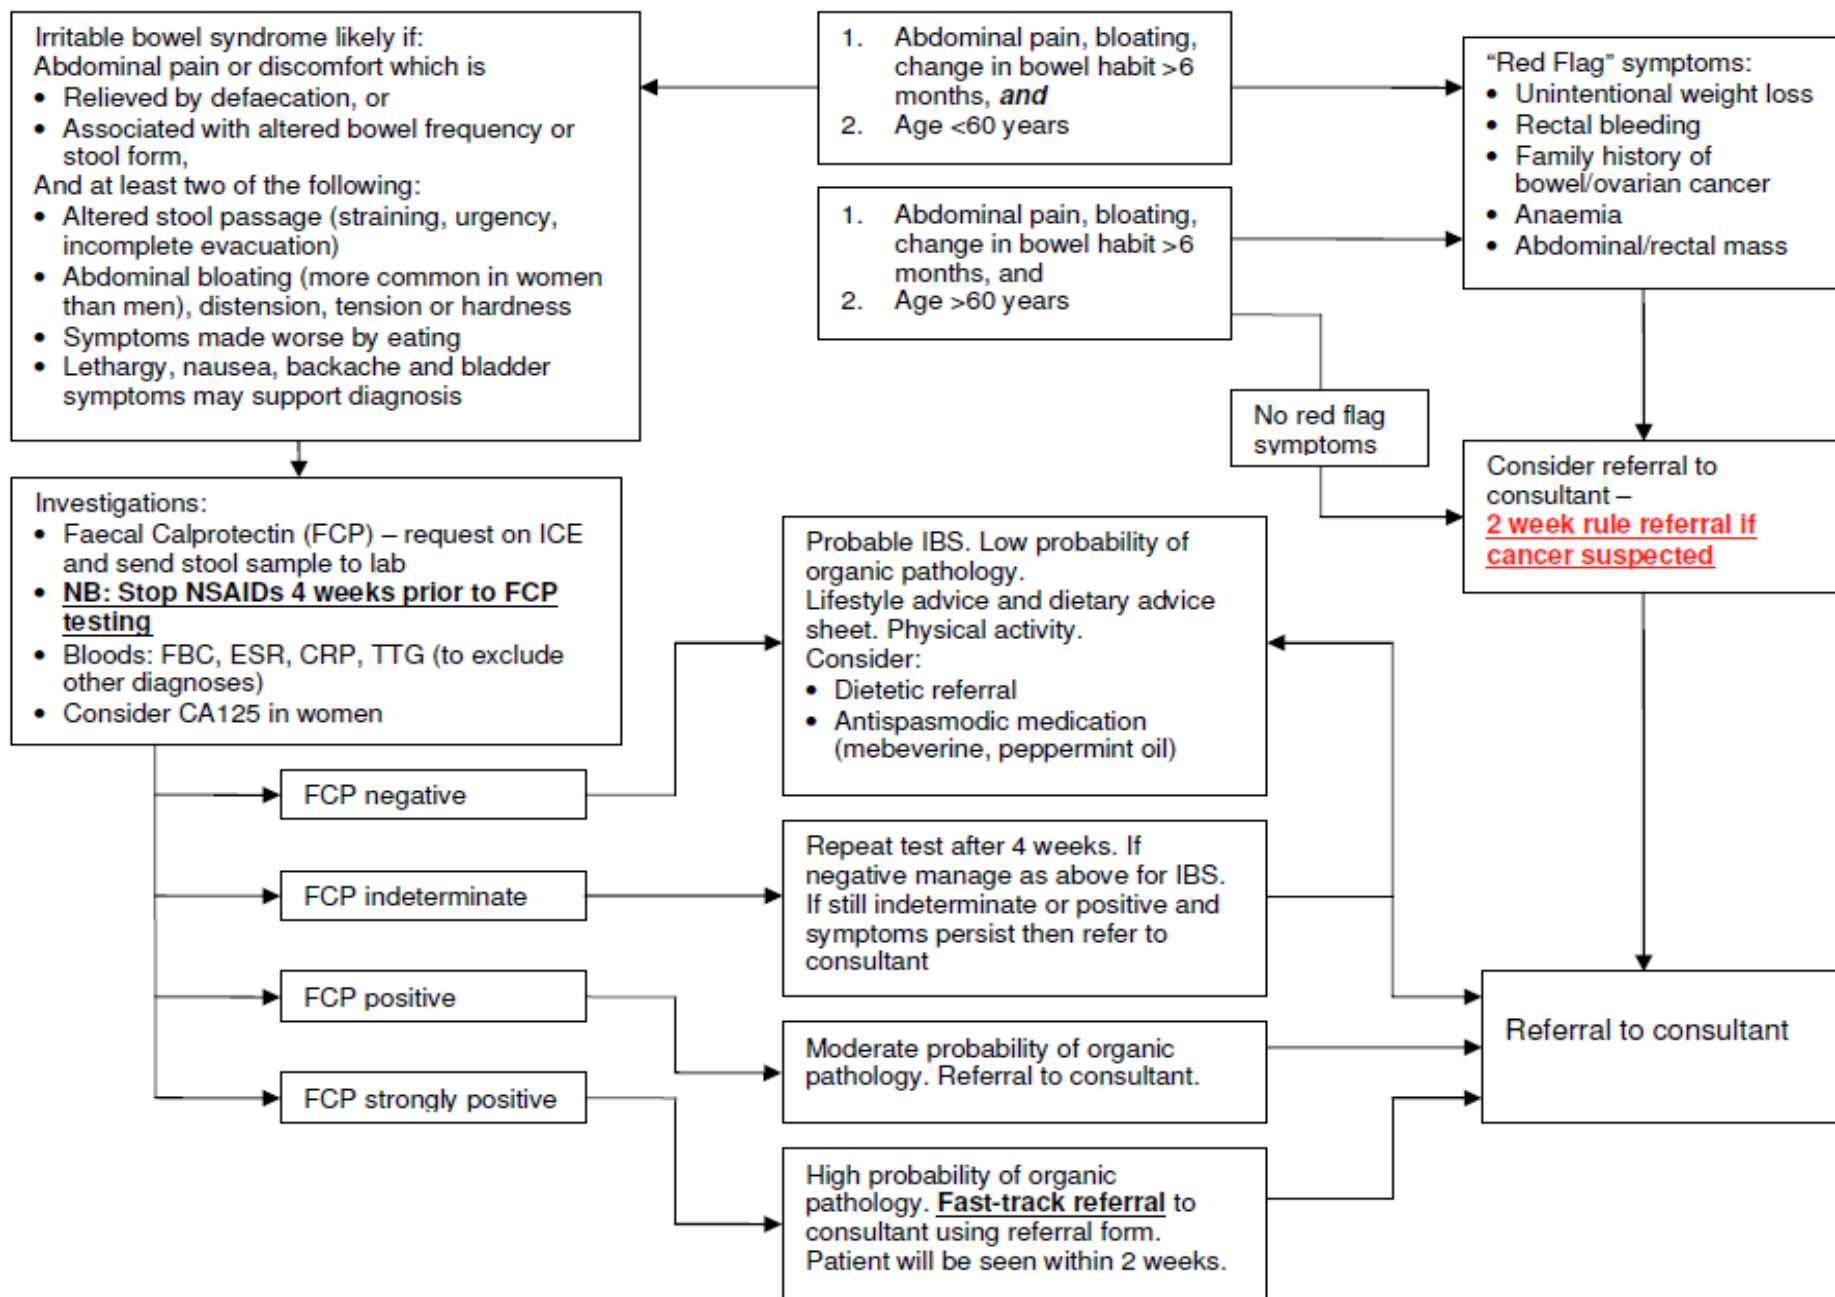 Irritable bowel syndrome likely if:
Abdominal pain or discomfort which is
• Relieved by defaecation, or
• Associated with altered bowel frequency or
stool form,
And at least two of the following:
• Altered stool passage (straining, urgency,
incomplete evacuation)
• Abdominal bloating (more common in women
than men), distension, tension or hardness
• Symptoms made worse by eating
• Lethargy, nausea, backache and bladder
symptoms may support diagnosis
1. Abdominal pain, bloating,
change in bowel habit >6
months, and
2. Age <60 years
1. Abdominal pain, bloating,
change in bowel habit >6
months, and
2. Age >60 years
“Red Flag” symptoms:
• Unintentional weight loss
• Rectal bleeding
• Family history of
bowel/ovarian cancer
• Anaemia
• Abdominal/rectal mass
No red flag
symptoms
Consider referral to
consultant –
2 week rule referral if
cancer suspected
Investigations:
• Faecal Calprotectin (FCP) – request on ICE
and send stool sample to lab
• NB: Stop NSAIDs 4 weeks prior to FCP
testing
• Bloods: FBC, ESR, CRP, TTG (to exclude
other diagnoses)
• Consider CA125 in women
Probable IBS. Low probability of
organic pathology.
Lifestyle advice and dietary advice
sheet. Physical activity.
Consider:
• Dietetic referral
• Antispasmodic medication
(mebeverine, peppermint oil)
FCP negative
FCP indeterminate
Repeat test after 4 weeks. If
negative manage as above for IBS.
If still indeterminate or positive and
symptoms persist then refer to
consultant
FCP positive
Moderate probability of organic
pathology. Referral to consultant.
Referral to consultant
FCP strongly positive
High probability of organic
pathology. Fast-track referral to
consultant using referral form.
Patient will be seen within 2 weeks.